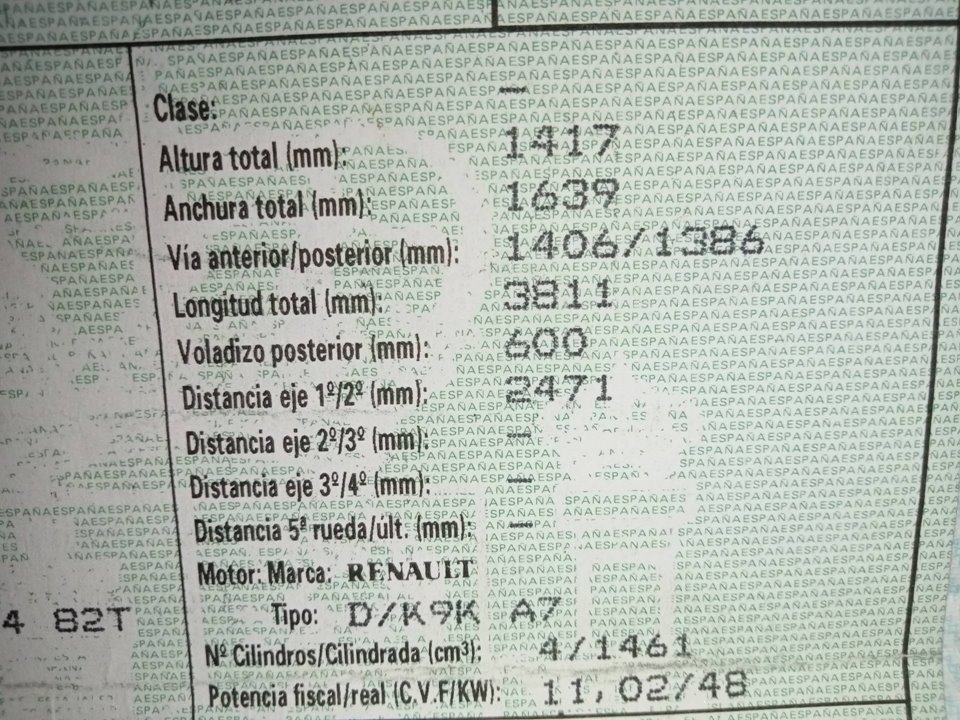 Clase: --
Altura total (mm): 1417
Anchura total (mm): 1639
Vía anterior/posterior (mm): 1406/1386
Longitud total (mm): 3811
Voladizo posterior (mm): 600
Distancia eje 1º/2º (mm): 2471
Distancia eje 2º/3º (mm): --
Distancia eje 3º/4º (mm): --
Distancia 5ª rueda/últ. (mm): --
Motor: Marca: RENAULT
4 82T Tipo: D/K9K A7
Nº Cilindros/Cilindrada (cm³): 4/1461
Potencia fiscal/real (C.V.F/KW): 11,02/48